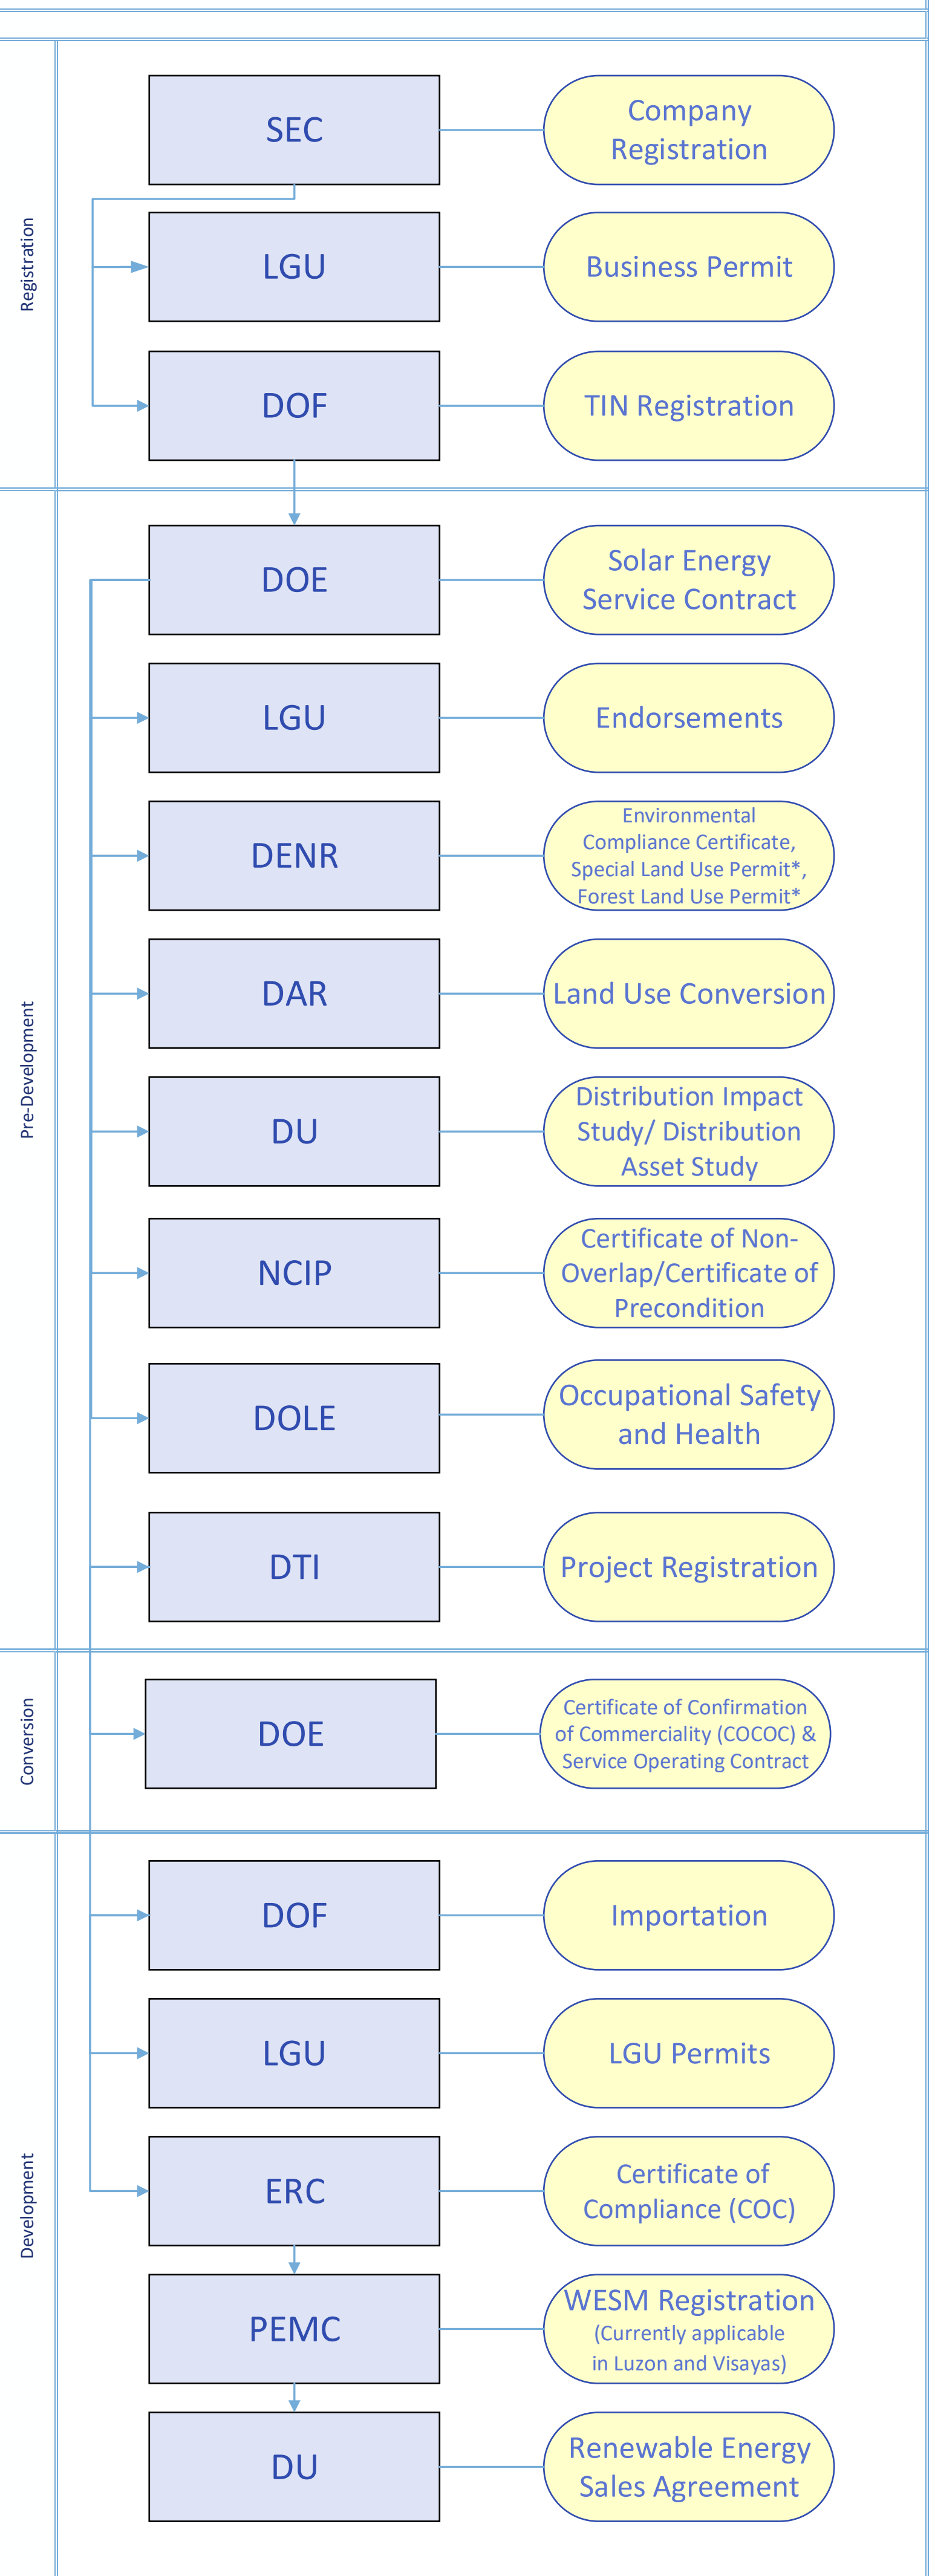 Registration
SEC
Company
Registration
LGU
Business Permit
DOF
TIN Registration
Pre-Development
DOE
Solar Energy
Service Contract
LGU
Endorsements
DENR
Environmental
Compliance Certificate,
Special Land Use Permit*,
Forest Land Use Permit*
DAR
Land Use Conversion
DU
Distribution Impact
Study/ Distribution
Asset Study
NCIP
Certificate of Non-
Overlap/Certificate of
Precondition
DOLE
Occupational Safety
and Health
DTI
Project Registration
Conversion
DOE
Certificate of Confirmation
of Commerciality (COCOC) &
Service Operating Contract
Development
DOF
Importation
LGU
LGU Permits
ERC
Certificate of
Compliance (COC)
PEMC
WESM Registration
(Currently applicable
in Luzon and Visayas)
DU
Renewable Energy
Sales Agreement